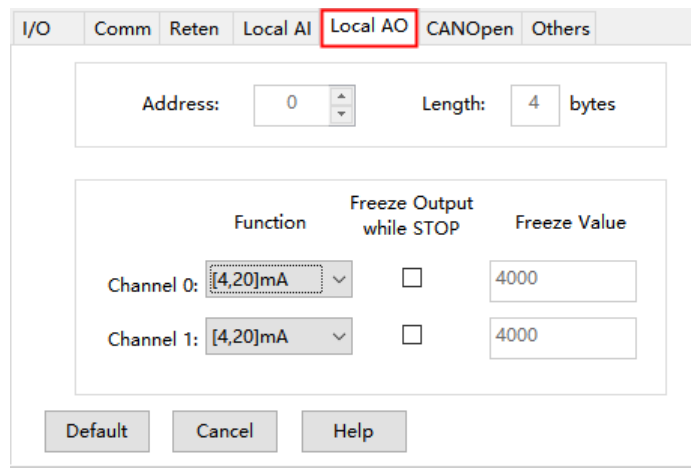 I/O Comm Reten Local AI Local AO CANOpen Others
Address: 0 Length: 4 bytes
Function Freeze Output while STOP Freeze Value
Channel 0: [4,20]mA 4000
Channel 1: [4,20]mA 4000
Default Cancel Help